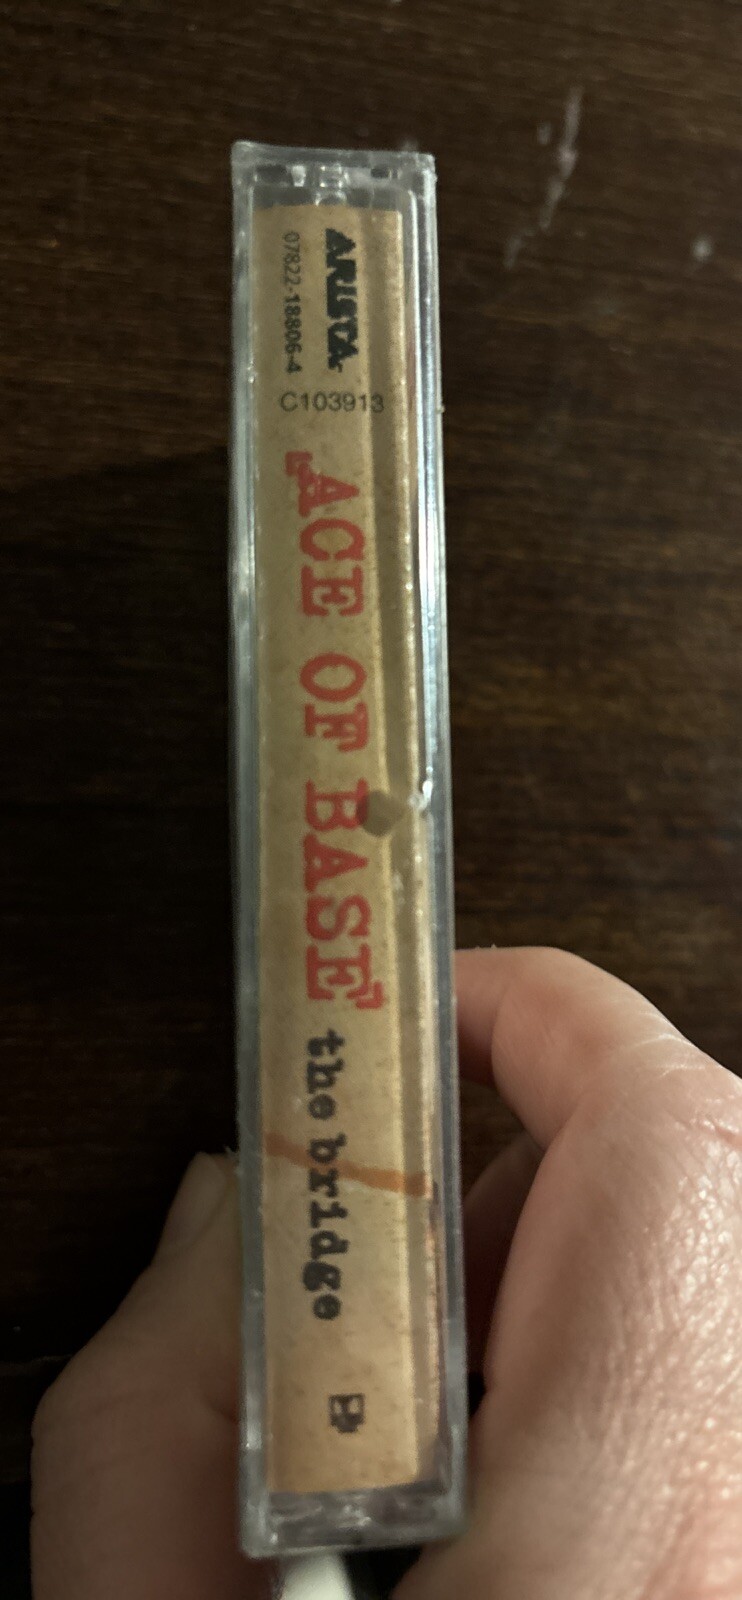 ARISTA
07822-18806-4
C103913
「ACE OF BASE」
the bridge